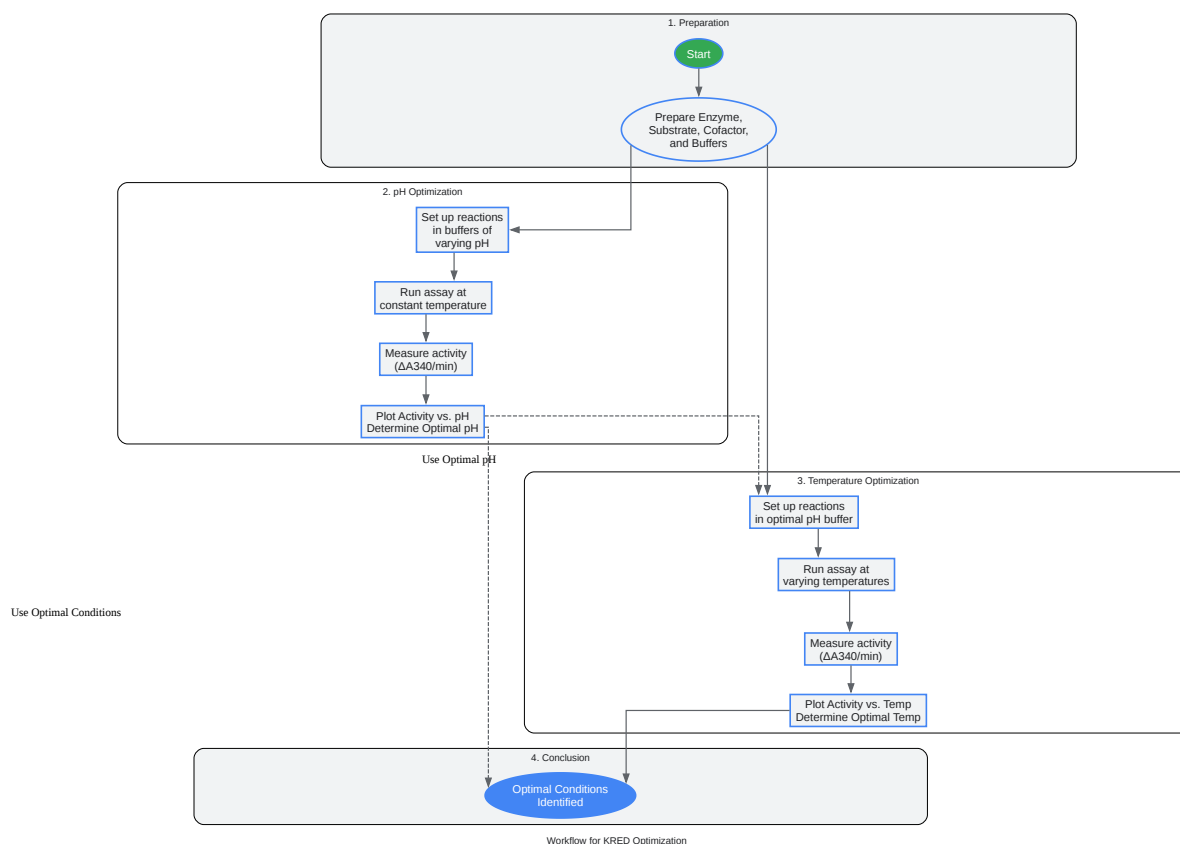 1. Preparation
Start
Prepare Enzyme,
Substrate, Cofactor,
and Buffers
2. pH Optimization
Set up reactions
in buffers of
varying pH
Run assay at
constant temperature
Measure activity
(ΔA340/min)
Plot Activity vs. pH
Determine Optimal pH
Use Optimal pH
3. Temperature Optimization
Set up reactions
in optimal pH buffer
Run assay at
varying temperatures
Use Optimal Conditions
Measure activity
(ΔA340/min)
Plot Activity vs. Temp
Determine Optimal Temp
4. Conclusion
Optimal Conditions
Identified
Workflow for KRED Optimization